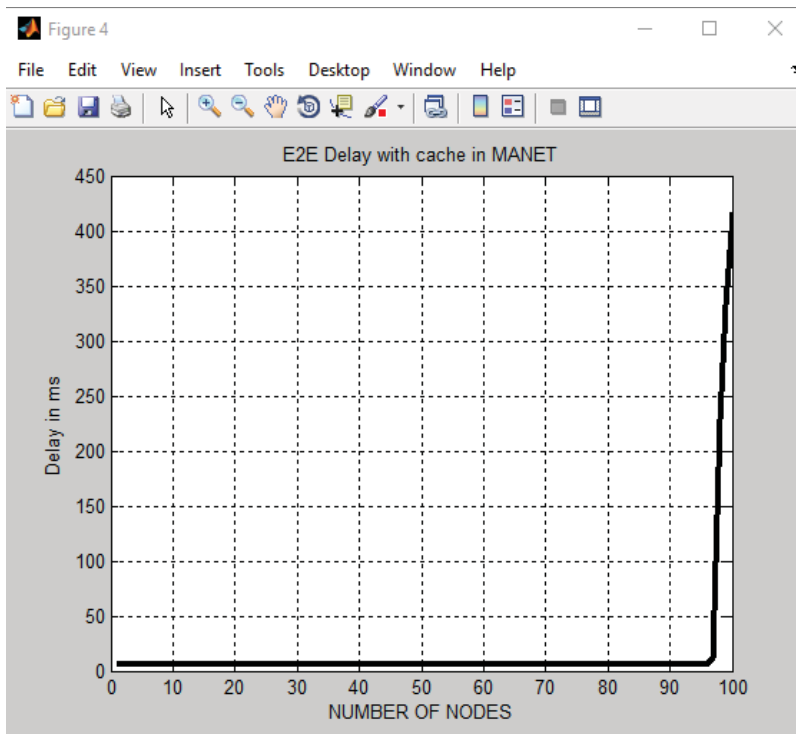 Figure 4
File Edit View Insert Tools Desktop Window Help
E2E Delay with cache in MANET
450
400
350
300
250
200
150
100
50
0
Delay in ms
0 10 20 30 40 50 60 70 80 90 100
NUMBER OF NODES